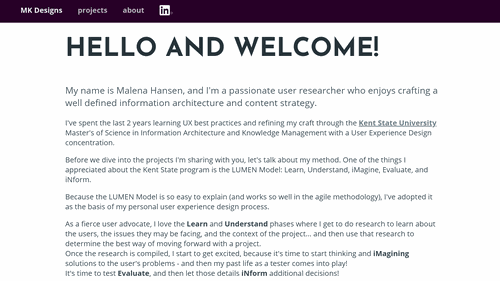 MK Designs projects about in
HELLO AND WELCOME!
My name is Malena Hansen, and I'm a passionate user researcher who enjoys crafting a
well defined information architecture and content strategy.
I've spent the last 2 years learning UX best practices and refining my craft through the Kent State University
Master's of Science in Information Architecture and Knowledge Management with a User Experience Design
concentration.
Before we dive into the projects I'm sharing with you, let's talk about my method. One of the things I
appreciated about the Kent State program is the LUMEN Model: Learn, Understand, iMagine, Evaluate, and
iNform.
Because the LUMEN Model is so easy to explain (and works so well in the agile methodology), I've adopted it
as the basis of my personal user experience design process.
As a fierce user advocate, I love the Learn and Understand phases where I get to do research to learn about
the users, the issues they may be facing, and the context of the project... and then use that research to
determine the best way of moving forward with a project.
Once the research is compiled, I start to get excited, because it's time to start thinking and iMagining
solutions to the user's problems - and then my past life as a tester comes into play!
It's time to test Evaluate, and then let those details iNform additional decisions!